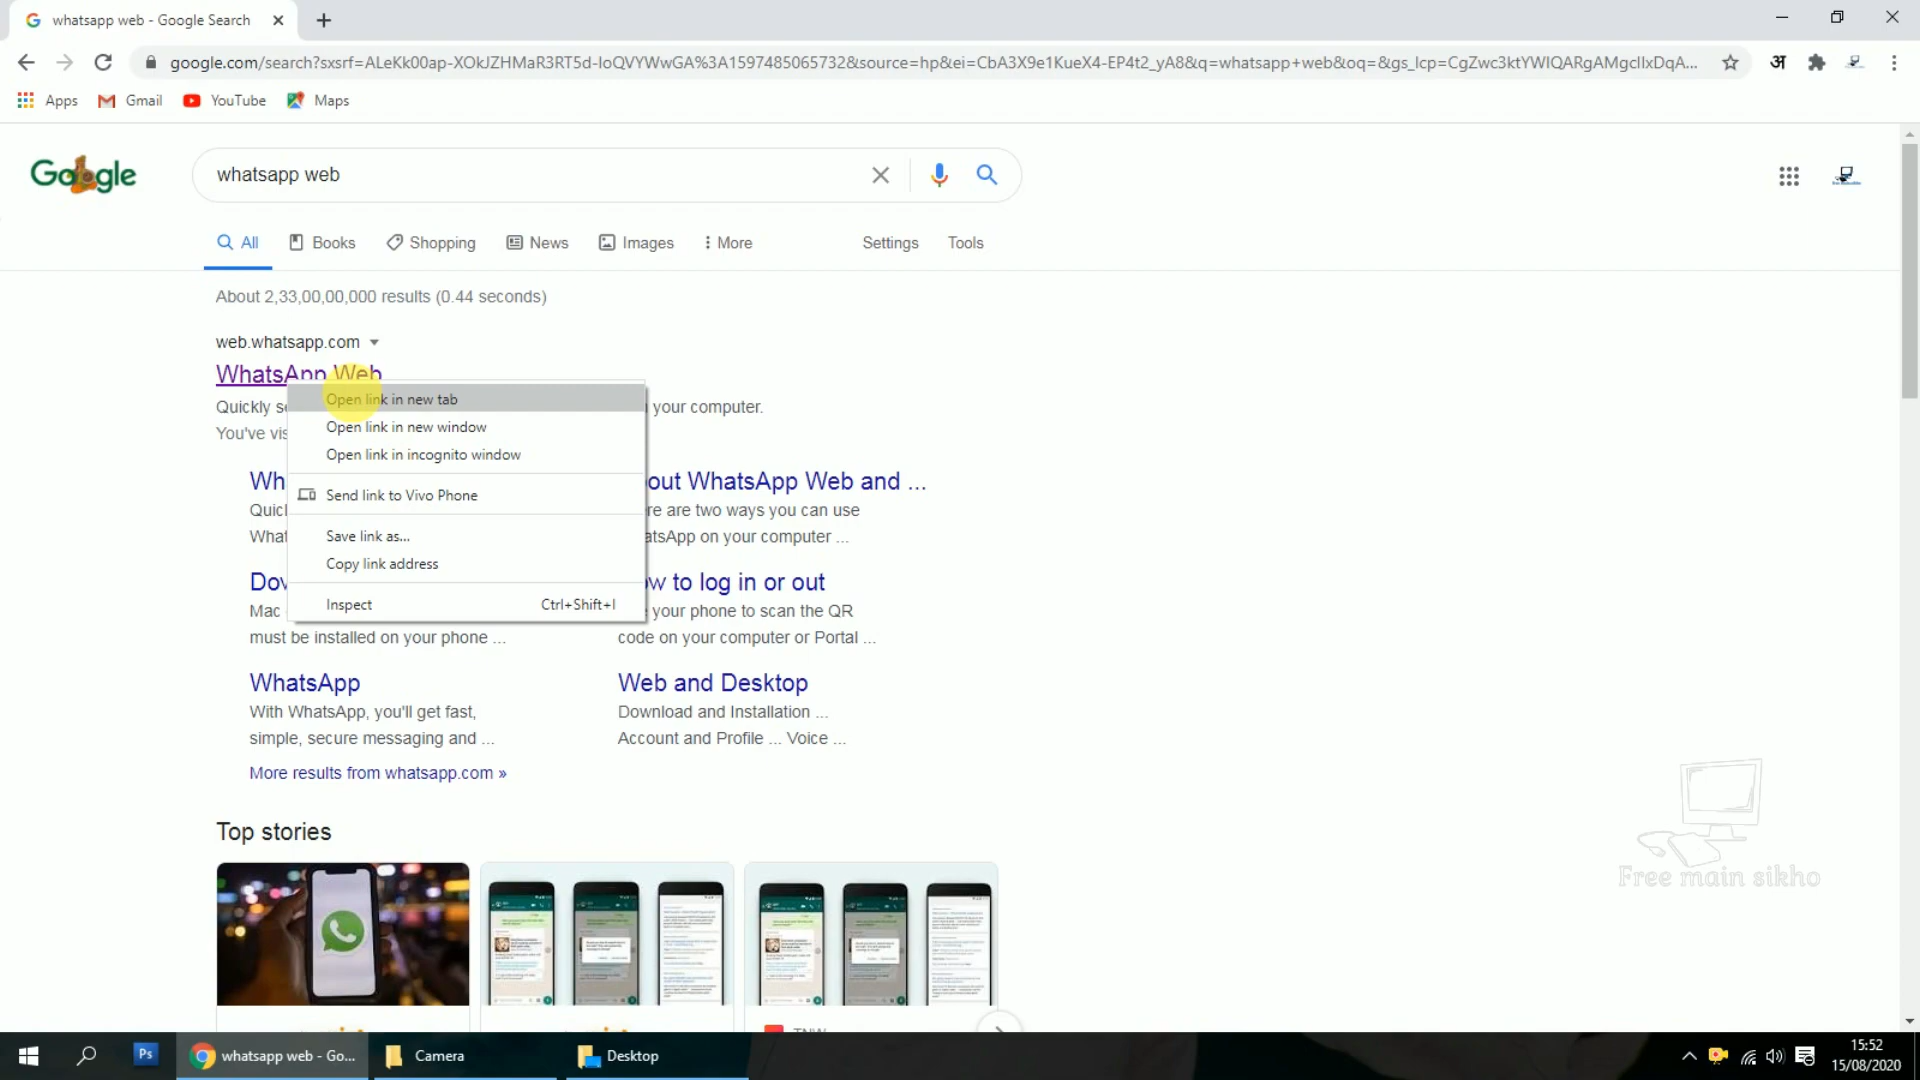 whatsapp web - Google Search
google.com/search?sxsrf=ALeKk00ap-XOkJZHMaR3RT5d-IoQVYWwGA%3A1597485065732&source=hp&ei=CbA3X9e1KueX4-EP4t2_yA8&q=whatsapp+web&oq=&gs_lcp=CgZwc3ktYWIQARgAMgcIIxDqA...
अ
Apps Gmail YouTube Maps
Google
whatsapp web
All Books Shopping News Images More Settings Tools
About 2,33,00,00,000 results (0.44 seconds)
web.whatsapp.com
WhatsApp Web
Open link in new tab
Open link in new window
Open link in incognito window
Send link to Vivo Phone
Save link as...
Copy link address
Inspect Ctrl+Shift+I
Quickly your computer.
You've
out WhatsApp Web and ...
re are two ways you can use
atsApp on your computer ...
ow to log in or out
Mac your phone to scan the QR
must be installed on your phone ... code on your computer or Portal ...
WhatsApp Web and Desktop
With WhatsApp, you'll get fast, Download and Installation ...
simple, secure messaging and ... Account and Profile ... Voice ...
More results from whatsapp.com »
Top stories
Free main sikho
Ps whatsapp web - Go... Camera Desktop
15:52
15/08/2020